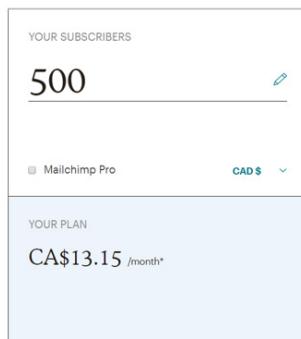 YOUR SUBSCRIBERS
500
Mailchimp Pro CAD $
YOUR PLAN
CA$13.15 /month*